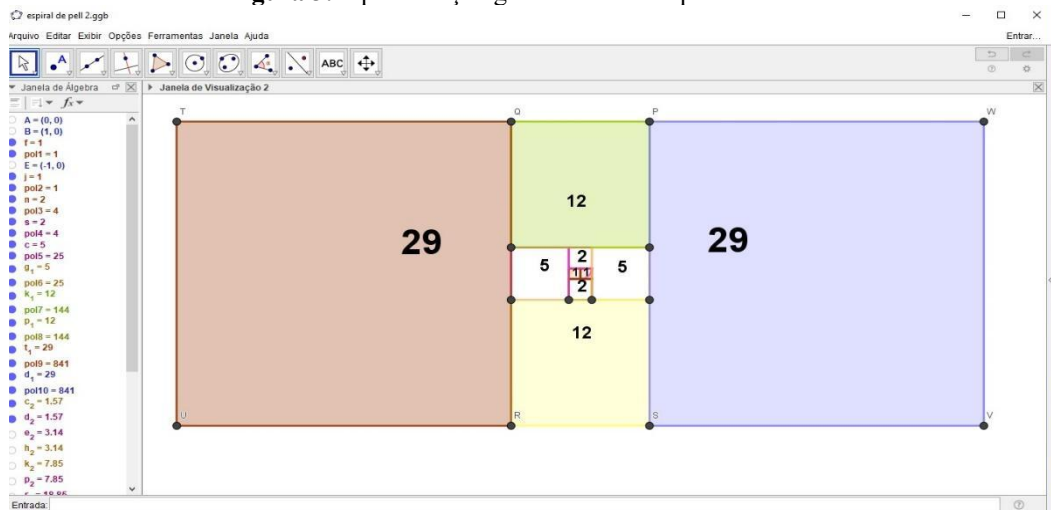 espiral de pell 2.ggb
Arquivo Editar Exibir Opções Ferramentas Janela Ajuda
Entrar...
ABC
Janela de Álgebra
Janela de Visualização 2
A = (0, 0)
B = (1, 0)
f = 1
pol1 = 1
E = (-1, 0)
j = 1
pol2 = 1
n = 2
pol3 = 4
s = 2
pol4 = 4
c = 5
pol5 = 25
g₁ = 5
pol6 = 25
k₁ = 12
pol7 = 144
p₁ = 12
pol8 = 144
t₁ = 29
pol9 = 841
d₁ = 29
pol10 = 841
c₂ = 1.57
d₂ = 1.57
e₂ = 3.14
h₂ = 3.14
k₂ = 7.85
p₂ = 7.85
T Q P W
12
29 29
5 2 5
1 1
2
12
U R S V
Entrada: